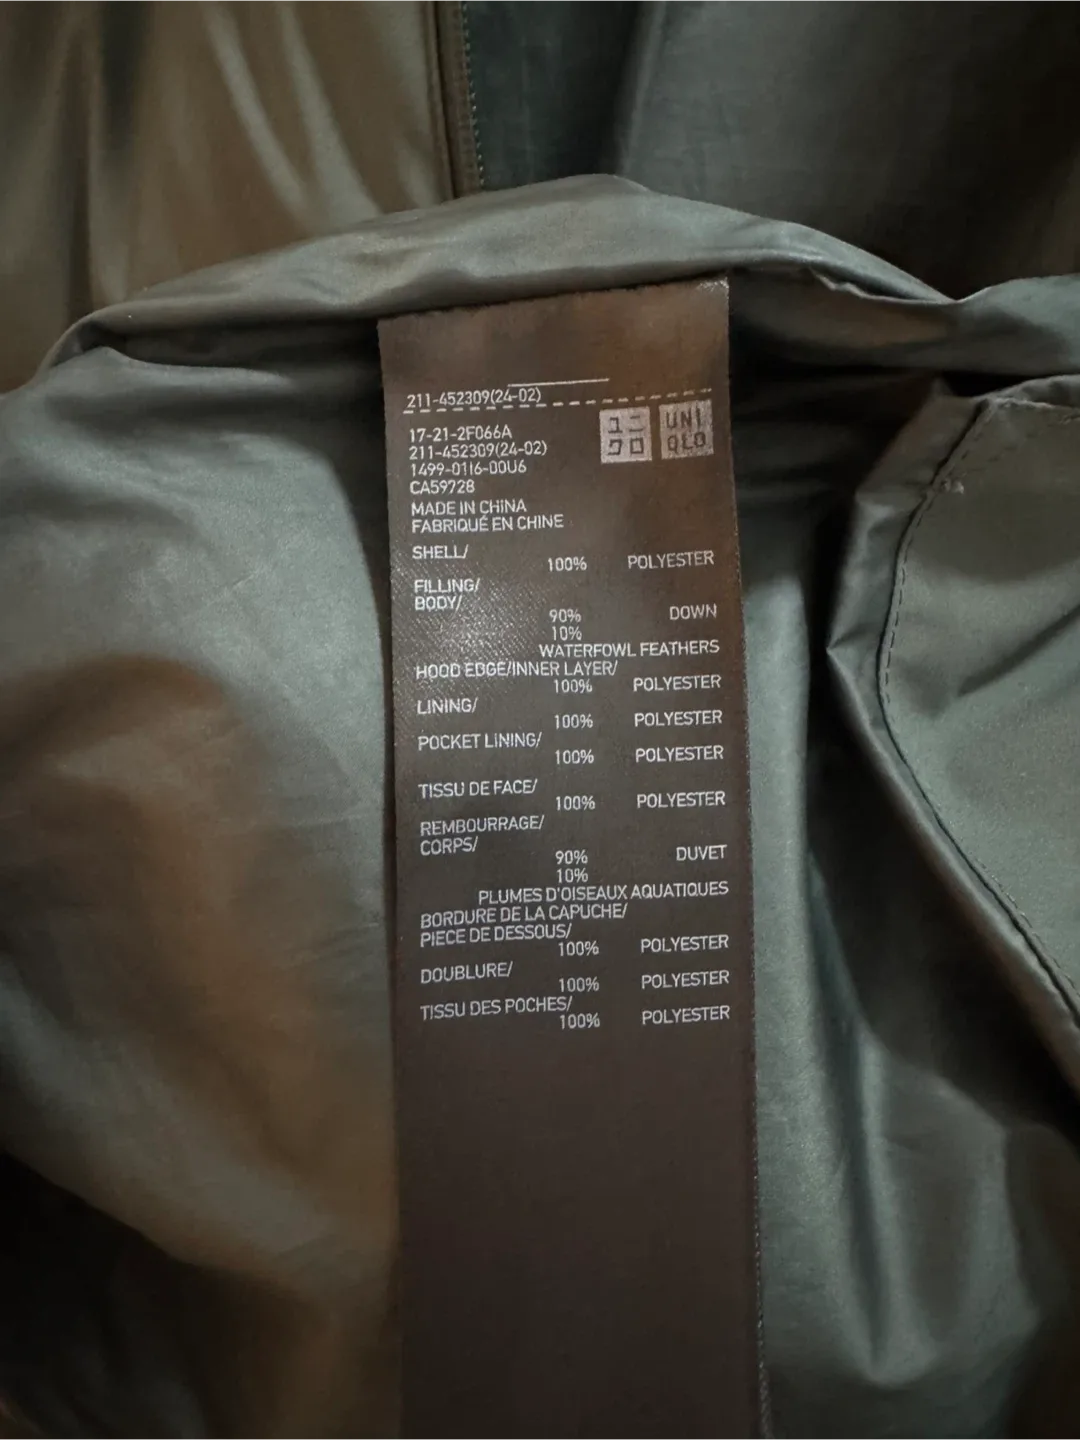 211-452309(24-02)
17-21-2F066A
211-452309(24-02)
1499-0116-00U6
CA59728
ユニ
クロ
UNI
QLO
MADE IN CHINA
FABRIQUÉ EN CHINE
SHELL/
100% POLYESTER
FILLING/
BODY/
90% DOWN
10%
WATERFOWL FEATHERS
HOOD EDGE/INNER LAYER/
100% POLYESTER
LINING/
100% POLYESTER
POCKET LINING/
100% POLYESTER
TISSU DE FACE/
100% POLYESTER
REMBOURRAGE/
CORPS/
90% DUVET
10%
PLUMES D'OISEAUX AQUATIQUES
BORDURE DE LA CAPUCHE/
PIECE DE DESSOUS/
100% POLYESTER
DOUBLURE/
100% POLYESTER
TISSU DES POCHES/
100% POLYESTER